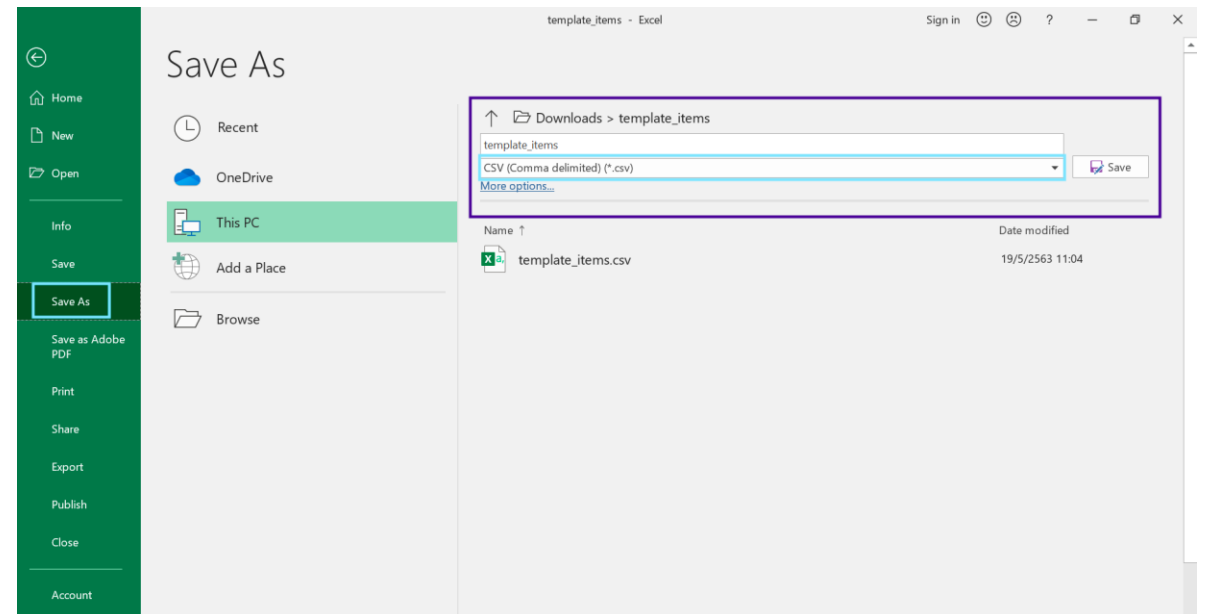 template_items - Excel
Sign in
?
Save As
Home
New
Open
Info
Save
Save As
Save as Adobe
PDF
Print
Share
Export
Publish
Close
Account
Recent
OneDrive
This PC
Add a Place
Browse
Downloads > template_items
template_items
CSV (Comma delimited) (*.csv)
Save
More options...
Name ↑ Date modified
template_items.csv 19/5/2563 11:04